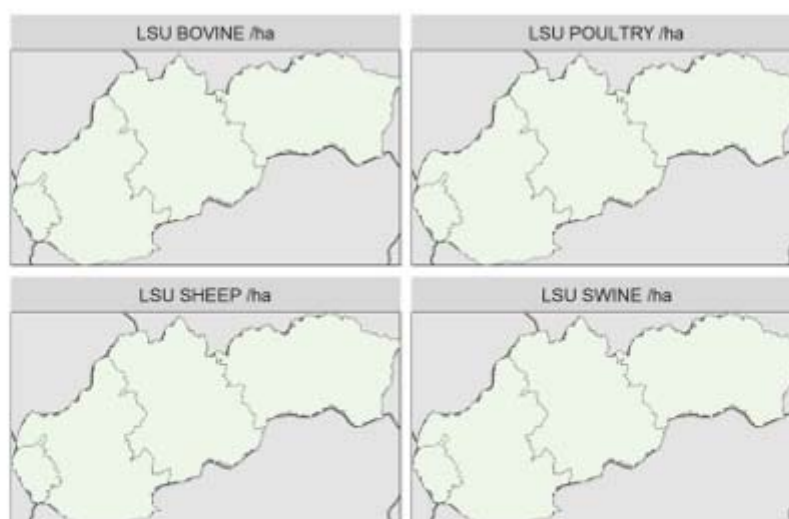 LSU BOVINE /ha
LSU POULTRY /ha
LSU SHEEP /ha
LSU SWINE /ha